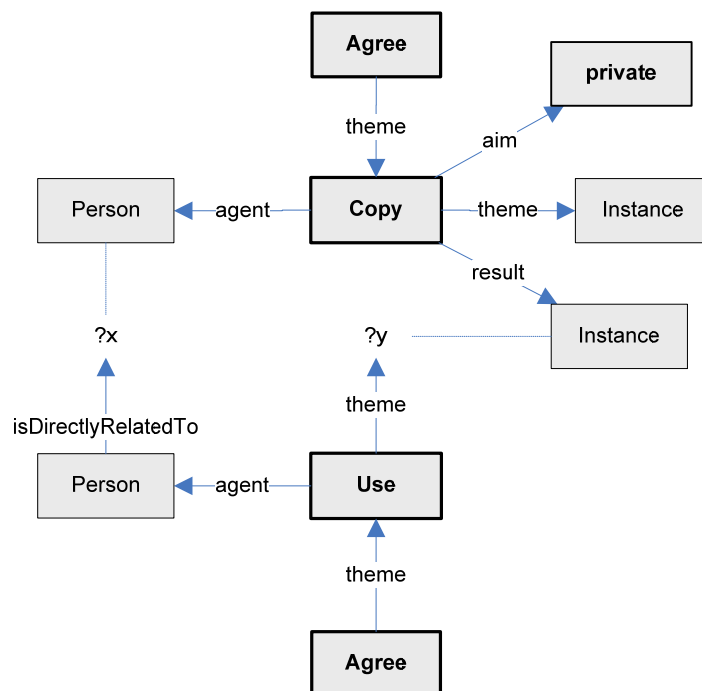 Agree
private
theme
aim
Person
agent
Copy
theme
Instance
result
?x
?y
Instance
theme
isDirectlyRelatedTo
Person
agent
Use
theme
Agree